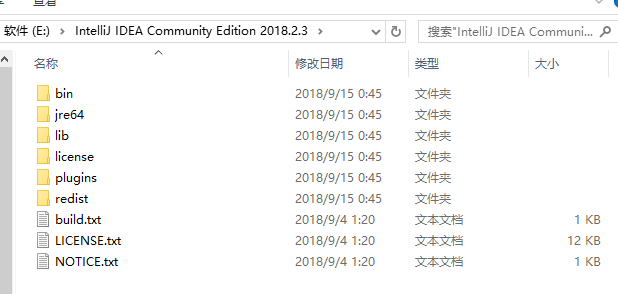 查看
软件 (E:) > IntelliJ IDEA Community Edition 2018.2.3 > 搜索"IntelliJ IDEA Communi...
名称 修改日期 类型 大小
bin 2018/9/15 0:45 文件夹
jre64 2018/9/15 0:45 文件夹
lib 2018/9/15 0:45 文件夹
license 2018/9/15 0:45 文件夹
plugins 2018/9/15 0:45 文件夹
redist 2018/9/15 0:45 文件夹
build.txt 2018/9/4 1:20 文本文档 1 KB
LICENSE.txt 2018/9/4 1:20 文本文档 12 KB
NOTICE.txt 2018/9/4 1:20 文本文档 1 KB